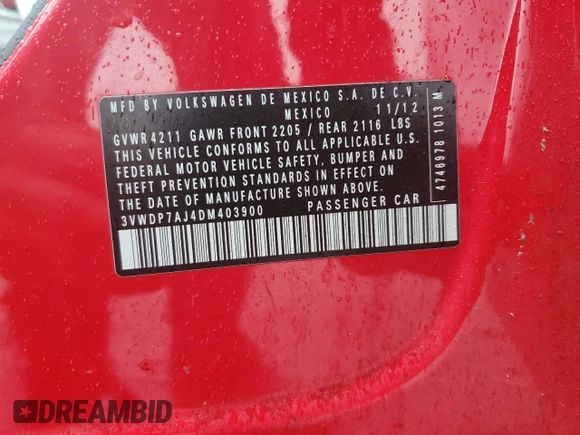 MFD BY VOLKSWAGEN DE MEXICO S.A. DE C.V.
MEXICO 11/12
GVWR 4211 GAWR FRONT 2205 / REAR 2116 LBS
THIS VEHICLE CONFORMS TO ALL APPLICABLE U.S.
FEDERAL MOTOR VEHICLE SAFETY, BUMPER AND
THEFT PREVENTION STANDARDS IN EFFECT ON
THE DATE OF MANUFACTURE SHOWN ABOVE.
3VWDP7AJ4DM403900 PASSENGER CAR
4746978 1013 M
DREAMBID